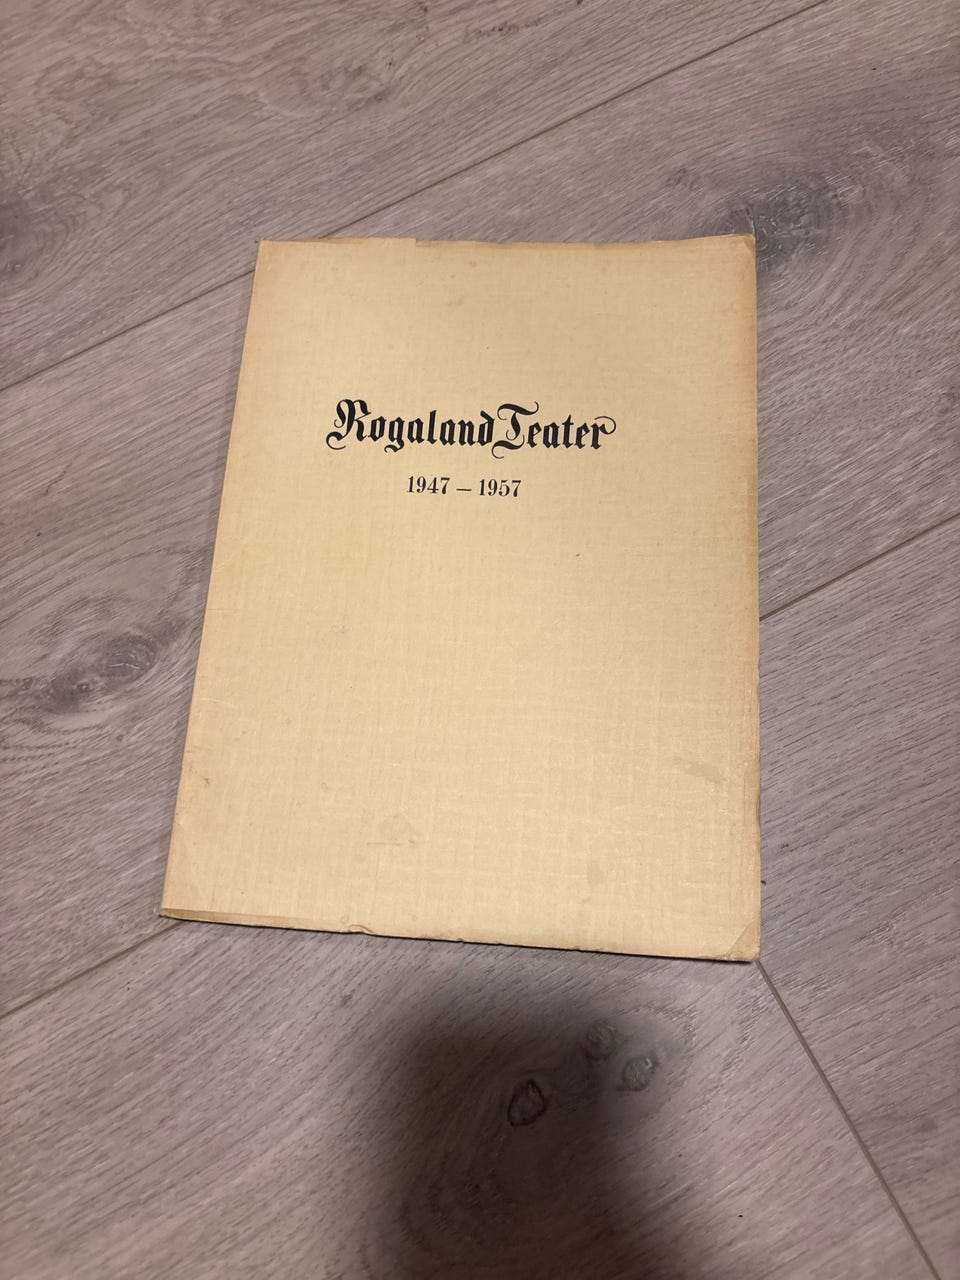 Rogaland Teater
1947 – 1957